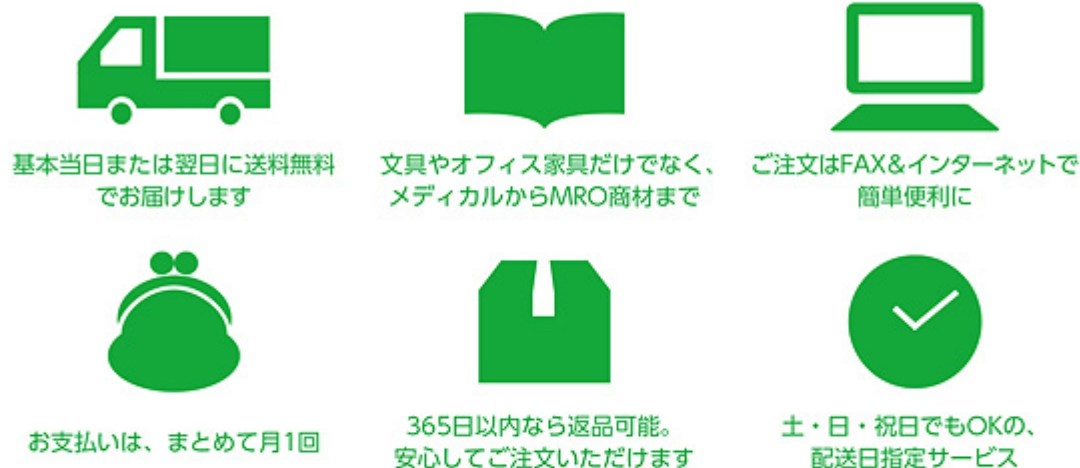 基本当日または翌日に送料無料
でお届けします
文具やオフィス家具だけでなく、
メディカルからMRO商材まで
ご注文はFAX&インターネットで
簡単便利に
お支払いは、まとめて月1回
365日以内なら返品可能。
安心してご注文いただけます
土・日・祝日でもOKの、
配送日指定サービス